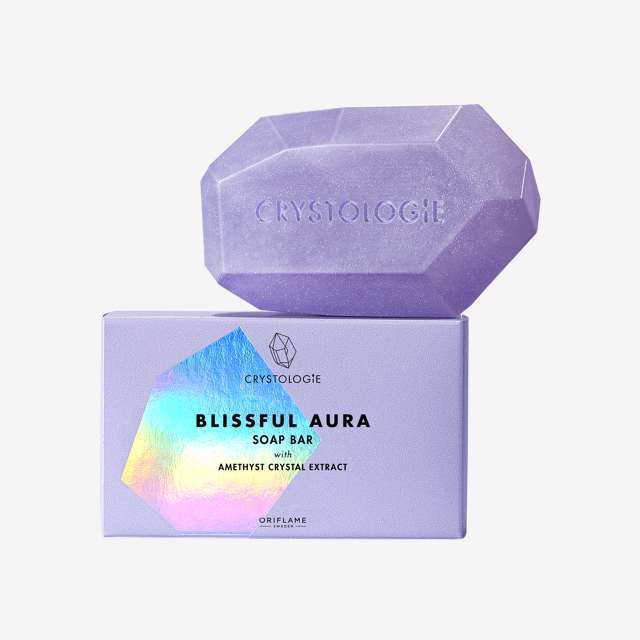 CRYSTOLOGiE
CRYSTOLOGiE
BLISSFUL AURA
SOAP BAR
with
AMETHYST CRYSTAL EXTRACT
ORIFLAME
SWEDEN